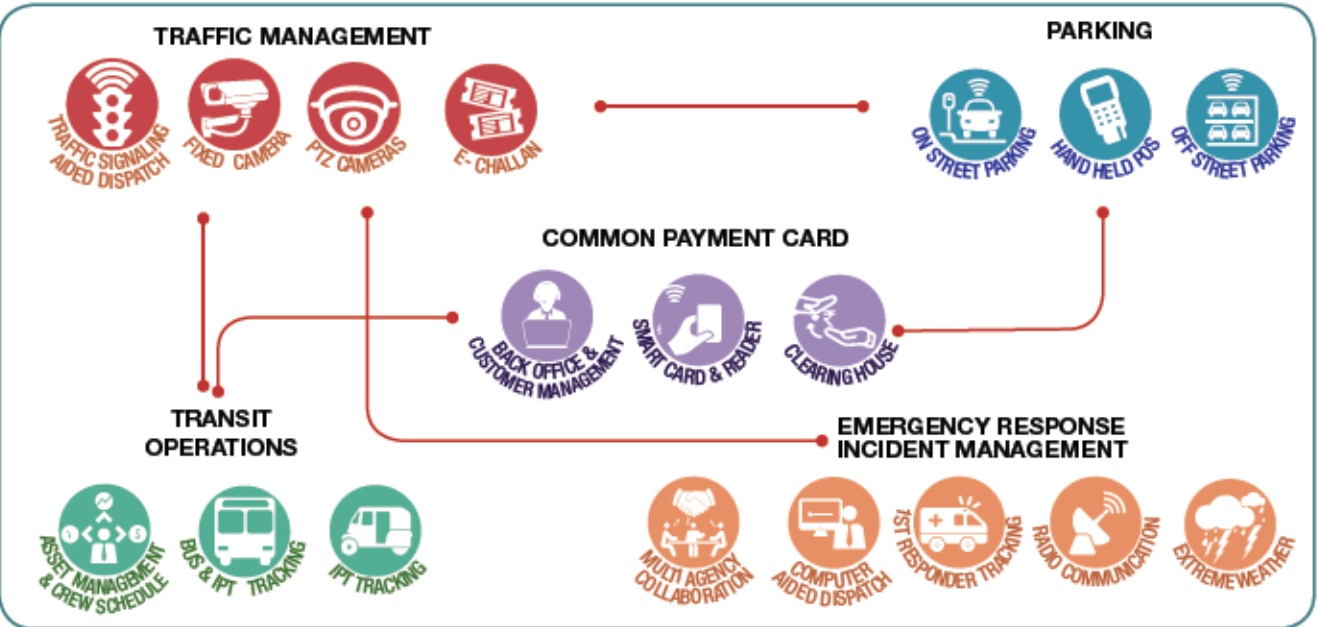 TRAFFIC MANAGEMENT
PARKING
TRAFFIC SIGNALING
AIDED DISPATCH
FIXED CAMERA
PTZ CAMERAS
E- CHALLAN
ON STREET PARKING
HAND HELD POS
OFF STREET PARKING
COMMON PAYMENT CARD
BACK OFFICE &
CUSTOMER MANAGEMENT
SMART CARD & READER
CLEARING HOUSE
TRANSIT
OPERATIONS
ASSET MANAGEMENT
& CREW SCHEDULE
BUS & IPT TRACKING
IPT TRACKING
EMERGENCY RESPONSE
INCIDENT MANAGEMENT
MULTI AGENCY
COLLABORATION
COMPUTER
AIDED DISPATCH
1ST RESPONDER TRACKING
RADIO COMMUNICATION
EXTREME WEATHER